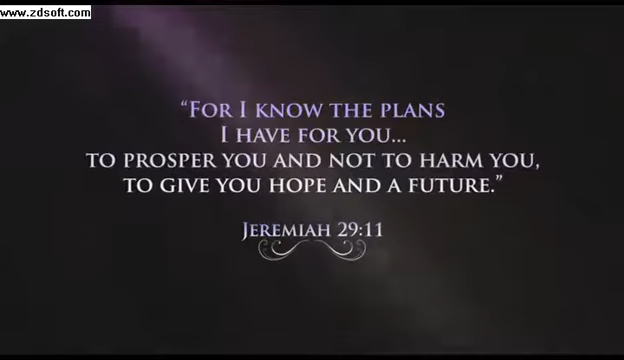 www.zdsoft.com
“For I know the plans
I have for you...
to prosper you and not to harm you,
to give you hope and a future.”
Jeremiah 29:11